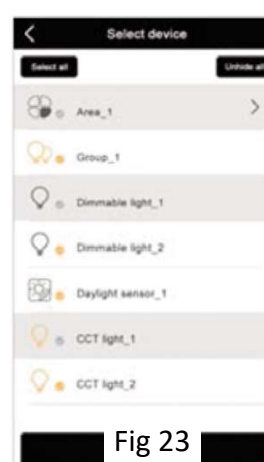 Select device
Select all
Unhide all
Area_1
Group_1
Dimmable light_1
Dimmable light_2
Daylight sensor_1
CCT light_1
CCT light_2
Fig 23